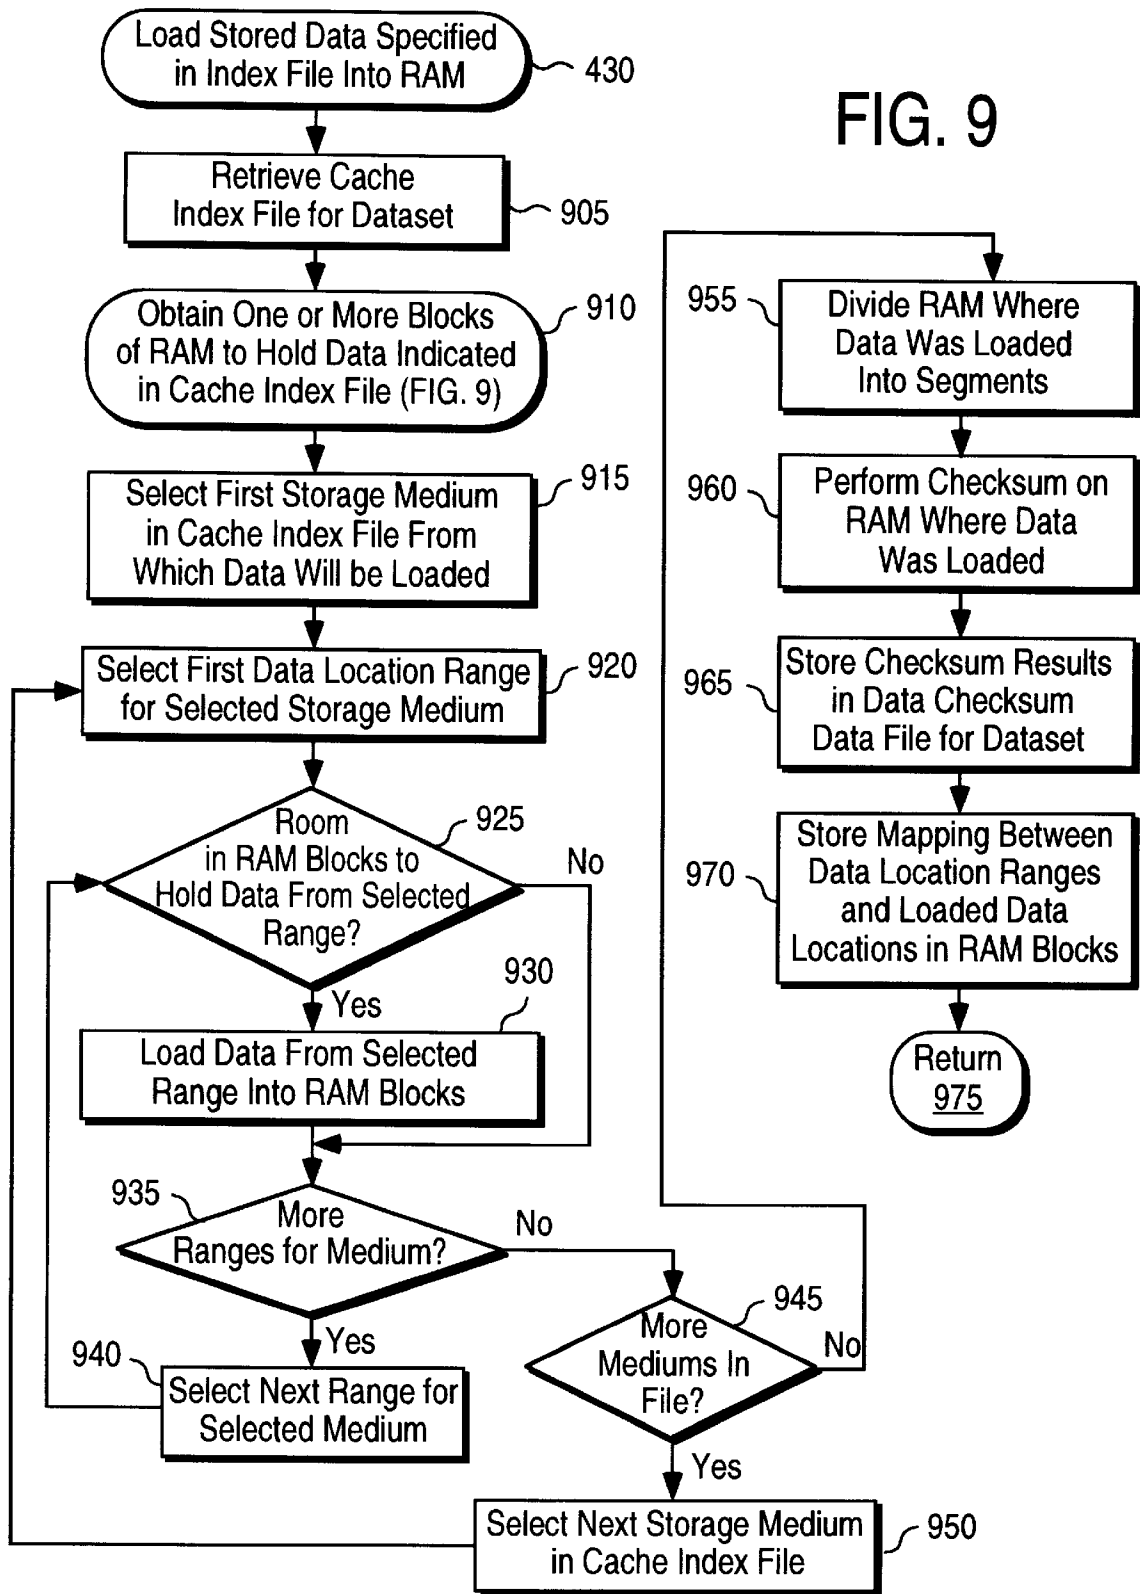 Load Stored Data Specified
in Index File Into RAM
430
FIG. 9
Retrieve Cache
Index File for Dataset
905
Obtain One or More Blocks
of RAM to Hold Data Indicated
in Cache Index File (FIG. 9)
910
Select First Storage Medium
in Cache Index File From
Which Data Will be Loaded
915
Select First Data Location Range
for Selected Storage Medium
920
Room
in RAM Blocks to
Hold Data From Selected
Range?
925
No
Yes
930
Load Data From Selected
Range Into RAM Blocks
935
More
Ranges for Medium?
No
Yes
940
Select Next Range for
Selected Medium
945
More
Mediums In
File?
No
Yes
Select Next Storage Medium
in Cache Index File
950
955
Divide RAM Where
Data Was Loaded
Into Segments
960
Perform Checksum on
RAM Where Data
Was Loaded
965
Store Checksum Results
in Data Checksum
Data File for Dataset
970
Store Mapping Between
Data Location Ranges
and Loaded Data
Locations in RAM Blocks
Return
975